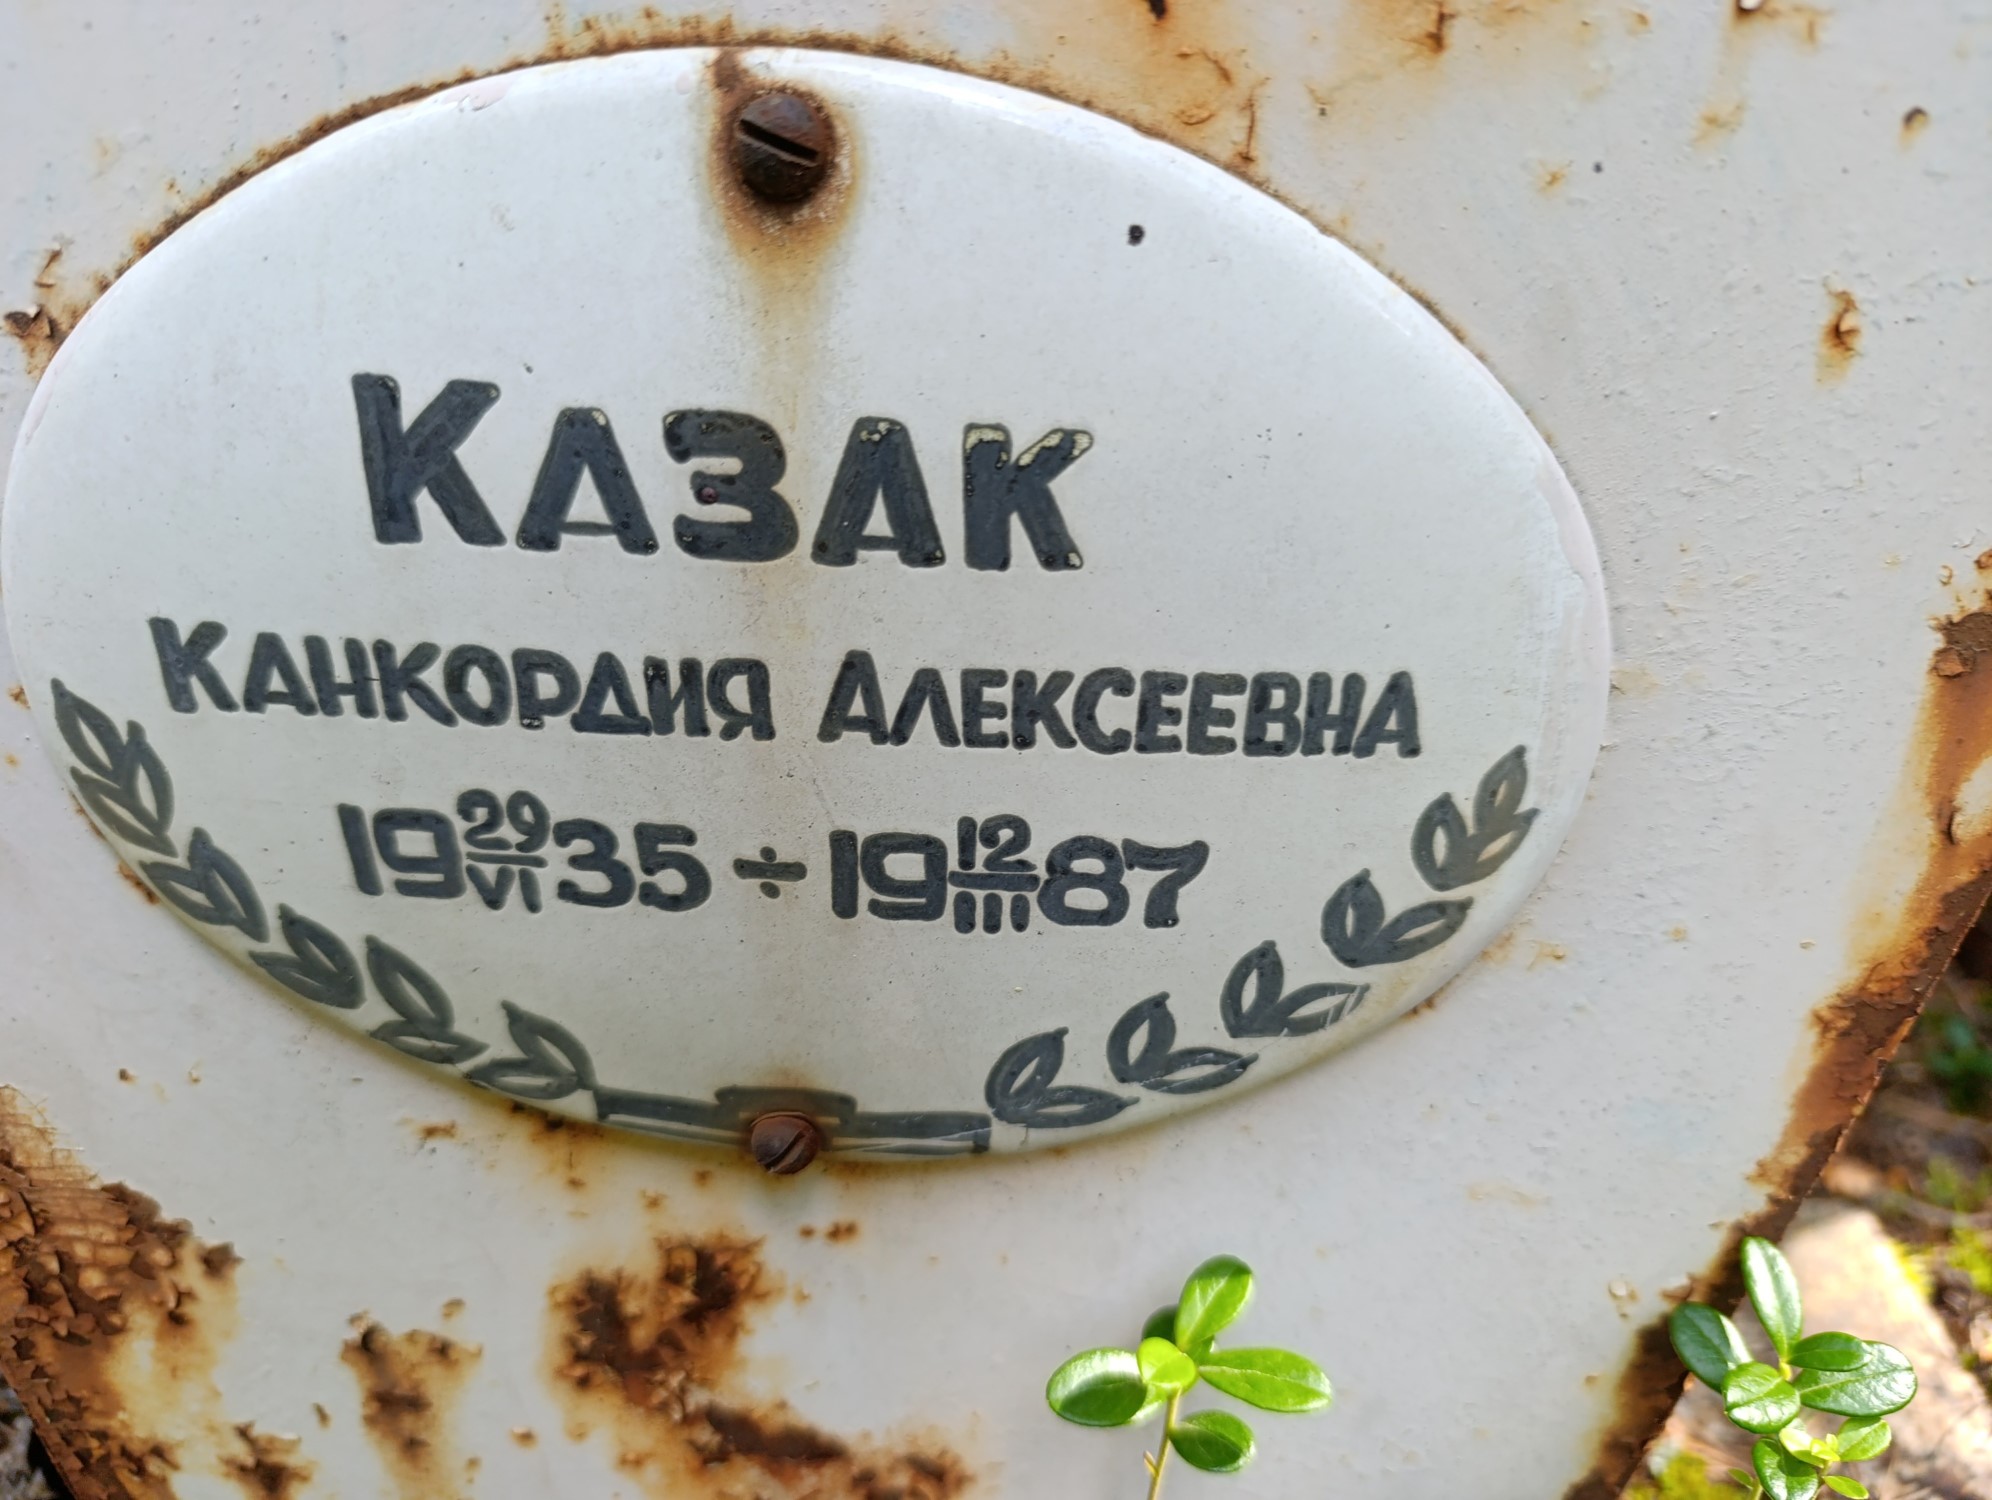 КАЗАК
КАНКОРДИЯ АЛЕКСЕЕВНА
19 29/VI 35 ÷ 19 12/III 87